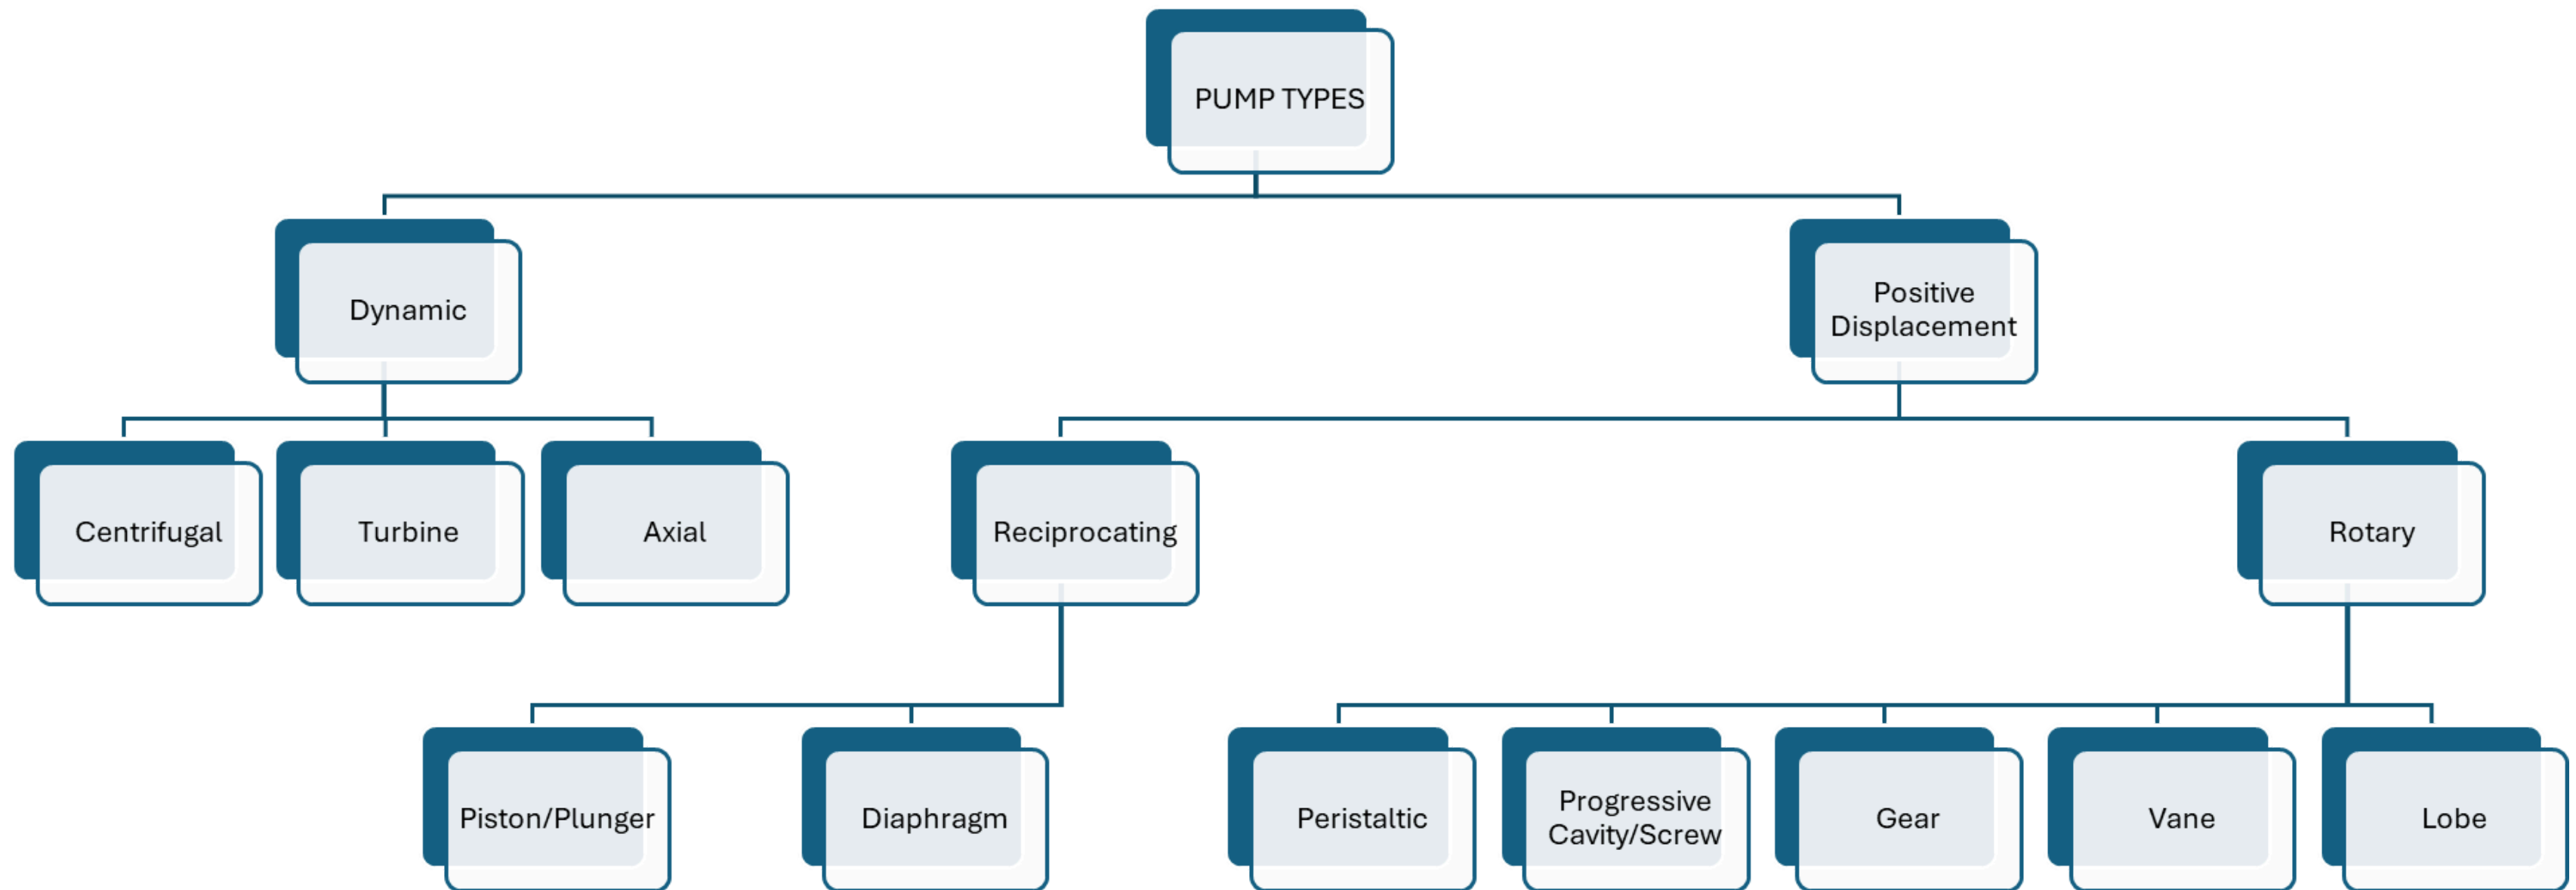 PUMP TYPES
Dynamic
Positive
Displacement
Centrifugal
Turbine
Axial
Reciprocating
Rotary
Piston/Plunger
Diaphragm
Peristaltic
Progressive
Cavity/Screw
Gear
Vane
Lobe